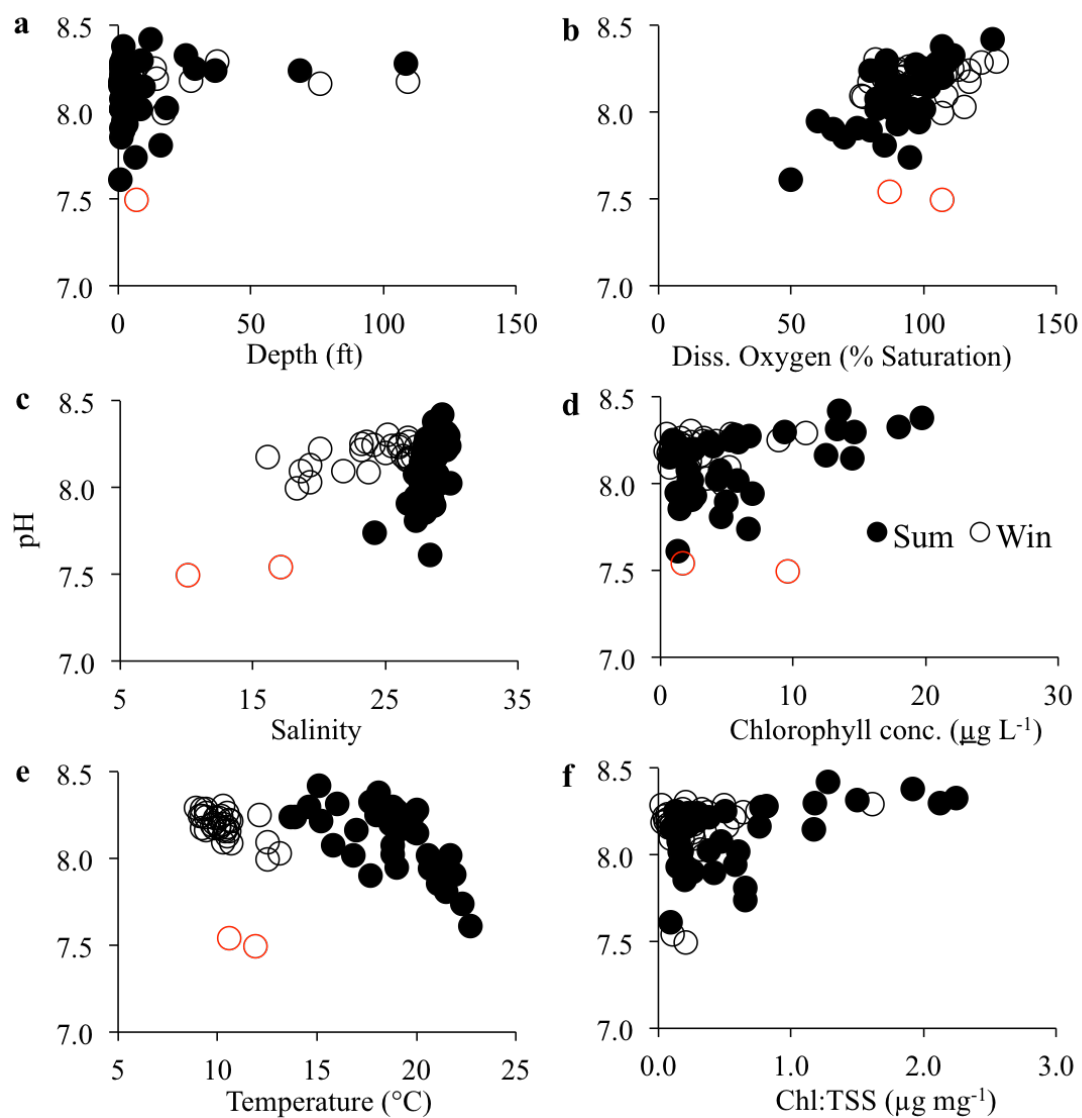 a
8.5
8.0
7.5
7.0
0 50 100 150
Depth (ft)
b
8.5
8.0
7.5
7.0
0 50 100 150
Diss. Oxygen (% Saturation)
pH
c
8.5
8.0
7.5
7.0
5 15 25 35
Salinity
d
8.5
8.0
7.5
7.0
Sum Win
0 10 20 30
Chlorophyll conc. (µg L⁻¹)
e
8.5
8.0
7.5
7.0
5 10 15 20 25
Temperature (°C)
f
8.5
8.0
7.5
7.0
0.0 1.0 2.0 3.0
Chl:TSS (µg mg⁻¹)